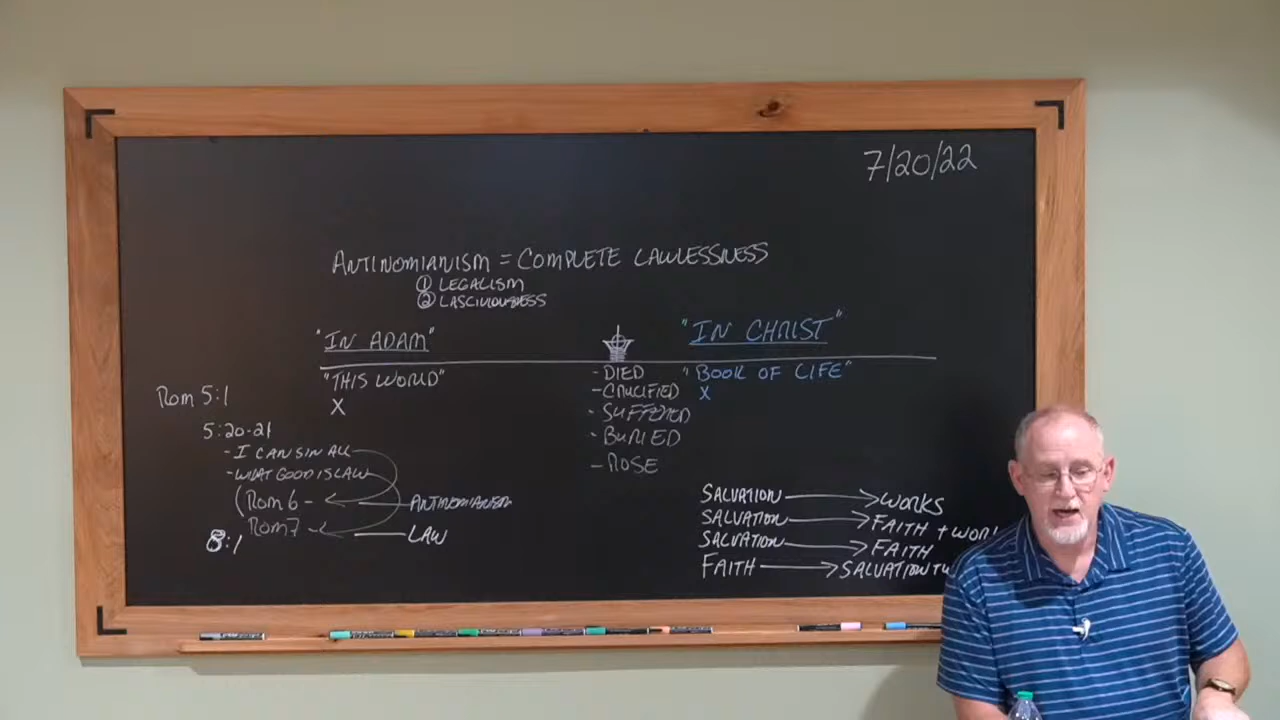 7/20/22
ANTINOMIANISM = COMPLETE LAWLESSNESS
① LEGALISM
② LASCIVIOUSNESS
"IN ADAM"
"THIS WORLD"
X
"IN CHRIST"
"BOOK OF LIFE"
X
- DIED
- CRUCIFIED
- SUFFERED
- BURIED
- ROSE
Rom 5:1
5:20-21
- I CAN SIN ALL
- WHAT GOOD IS LAW
(Rom 6 -
ANTINOMIANISM
Rom 7 -
LAW
8:1
SALVATION → WORKS
SALVATION → FAITH + WOR
SALVATION → FAITH
FAITH → SALVATION